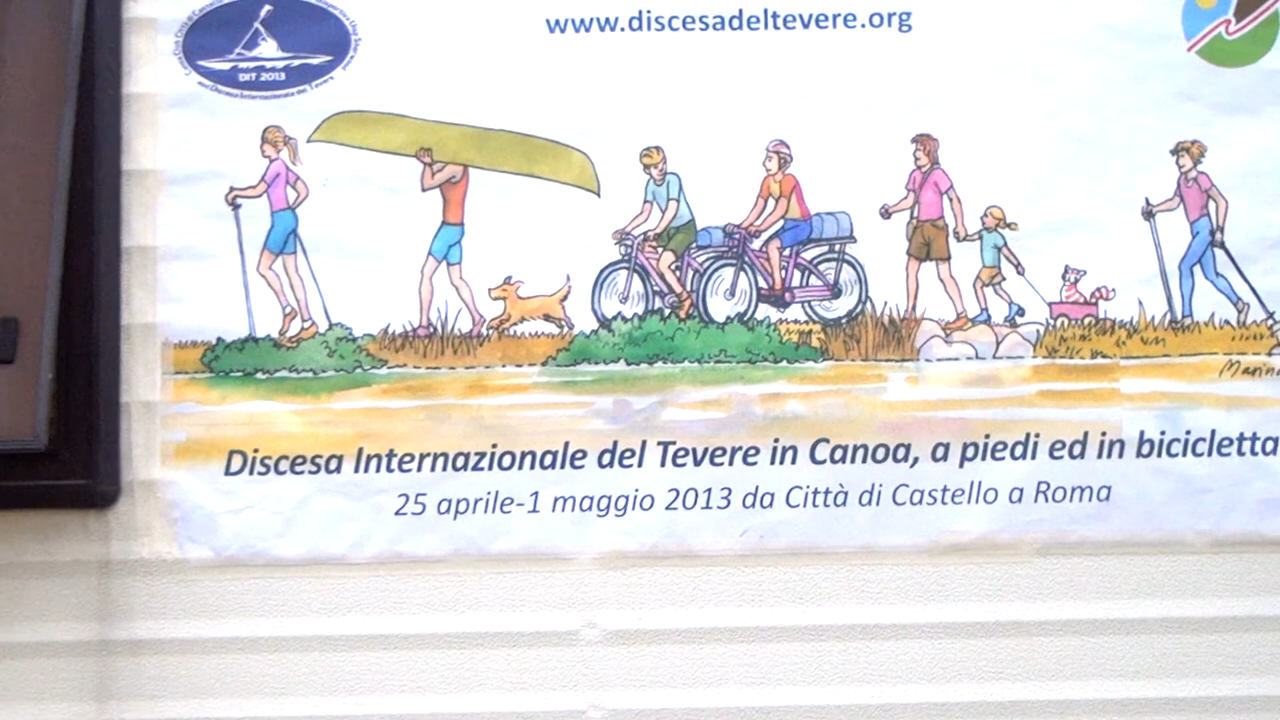 www.discesadeltevere.org
DIT 2013
Discesa Internazionale del Tevere in Canoa, a piedi ed in bicicletta
25 aprile-1 maggio 2013 da Città di Castello a Roma